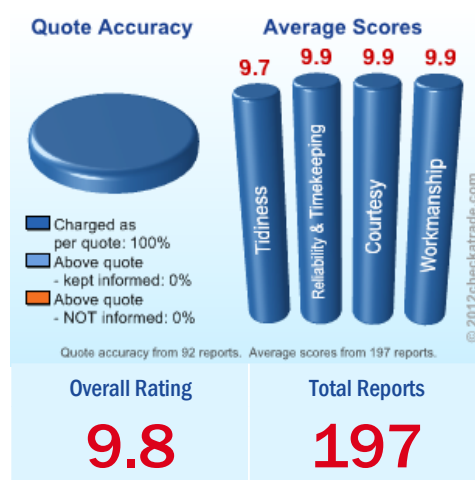 Quote Accuracy
Charged as
per quote: 100%
Above quote
- kept informed: 0%
Above quote
- NOT informed: 0%
Average Scores
9.7
9.9
9.9
9.9
Tidiness
Reliability & Timekeeping
Courtesy
Workmanship
© 2012checkatrade.com
Quote accuracy from 92 reports. Average scores from 197 reports.
Overall Rating
9.8
Total Reports
197